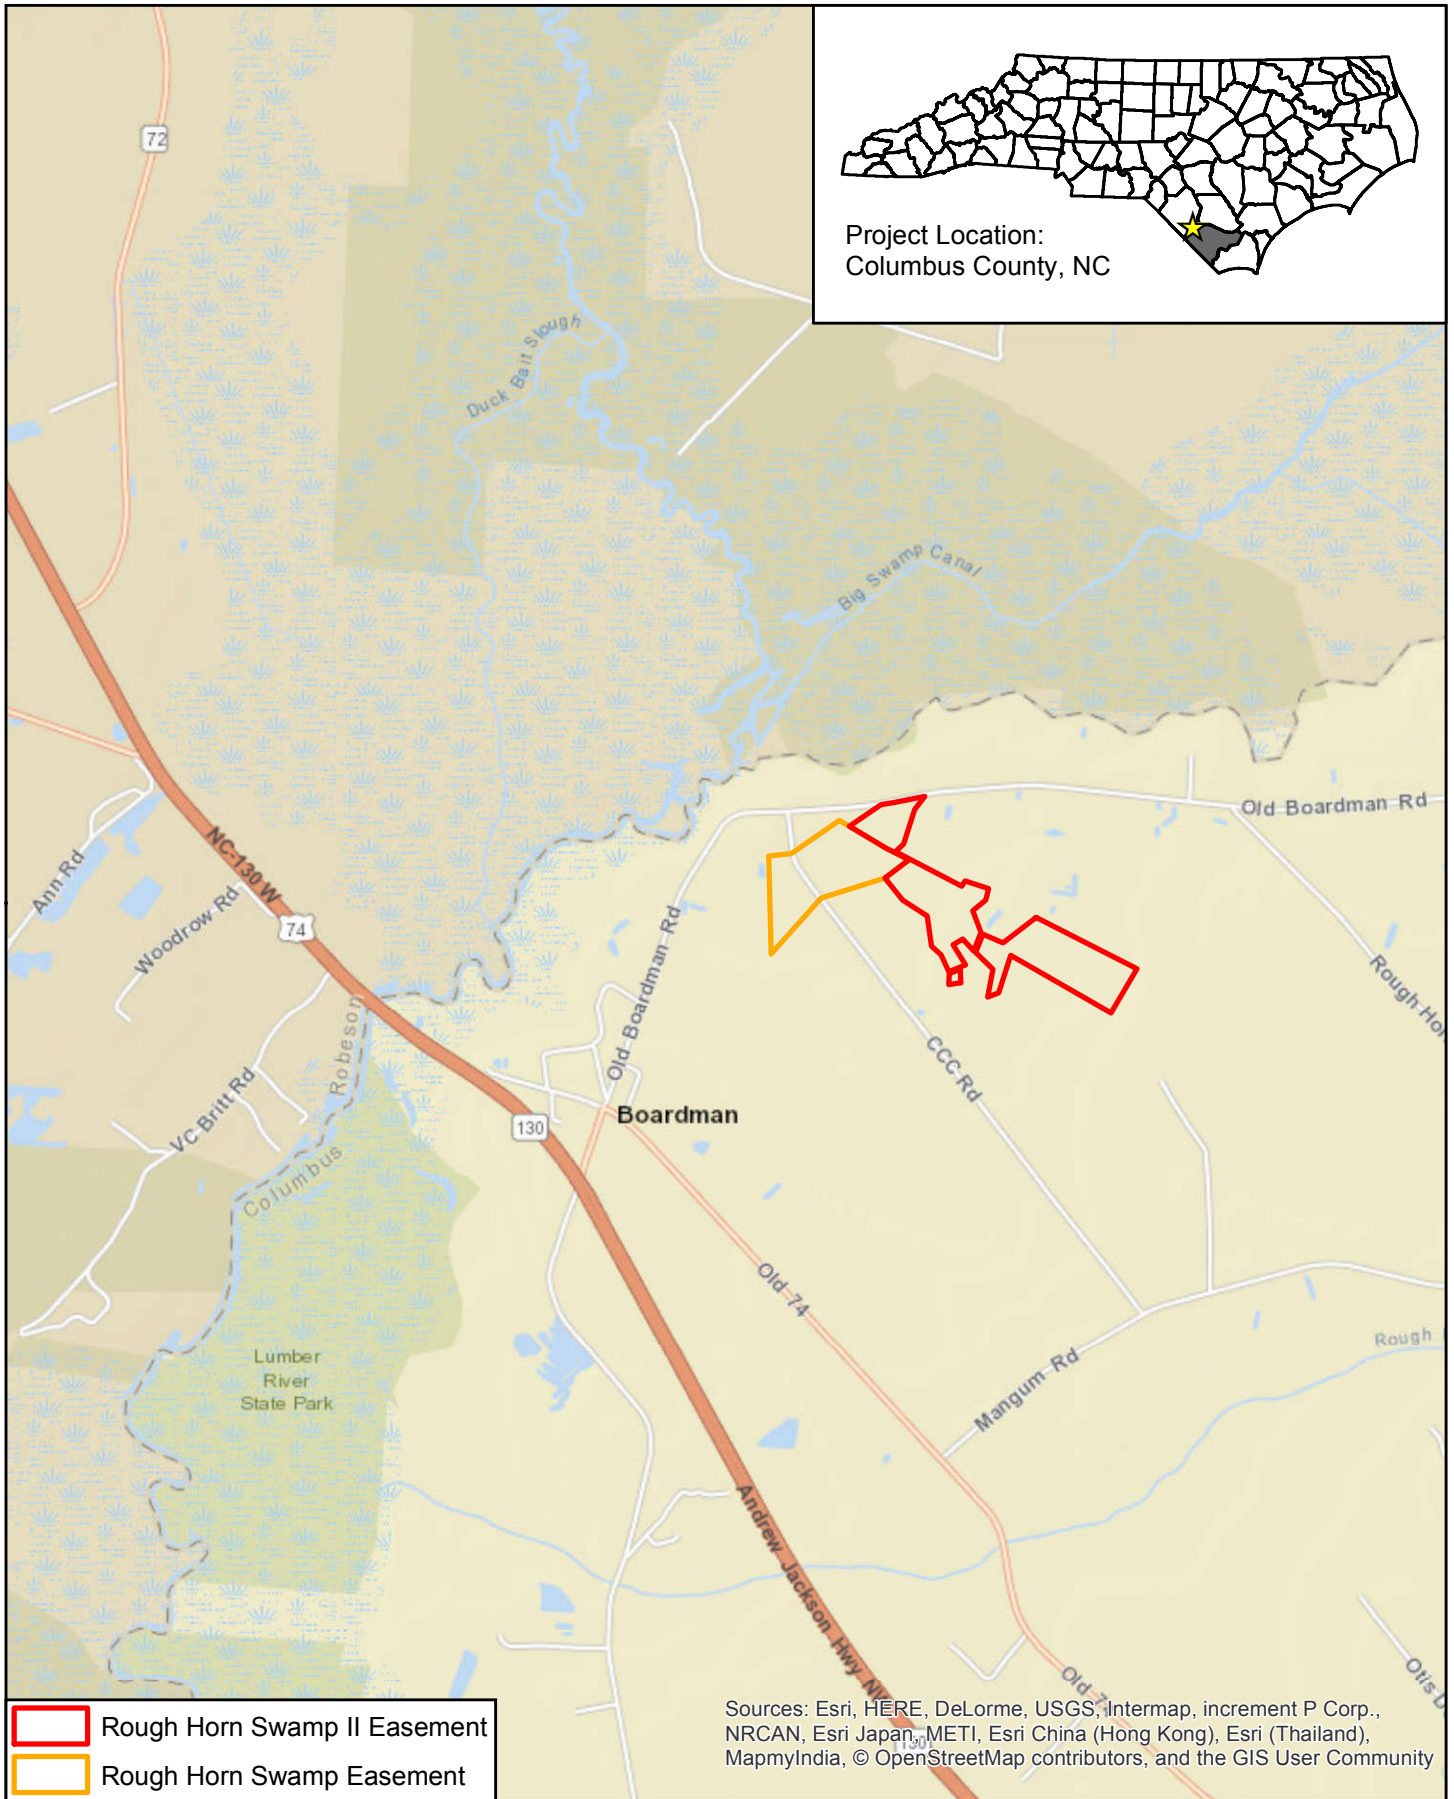 72
Project Location:
Columbus County, NC
Duck Bait Slough
Big Swamp Canal
Old Boardman Rd
NC-130 W
Ann Rd
Woodrow Rd
74
Old Boardman Rd
Robeson
CCC Rd
VC Britt Rd
Boardman
130
Columbus
Old 74
Rough
Mangum Rd
Lumber
River
State Park
Andrew Jackson Hwy
Old
Otis
130
Rough Horn Swamp II Easement
Rough Horn Swamp Easement
Sources: Esri, HERE, DeLorme, USGS, Intermap, increment P Corp.,
NRCAN, Esri Japan, METI, Esri China (Hong Kong), Esri (Thailand),
MapmyIndia, © OpenStreetMap contributors, and the GIS User Community